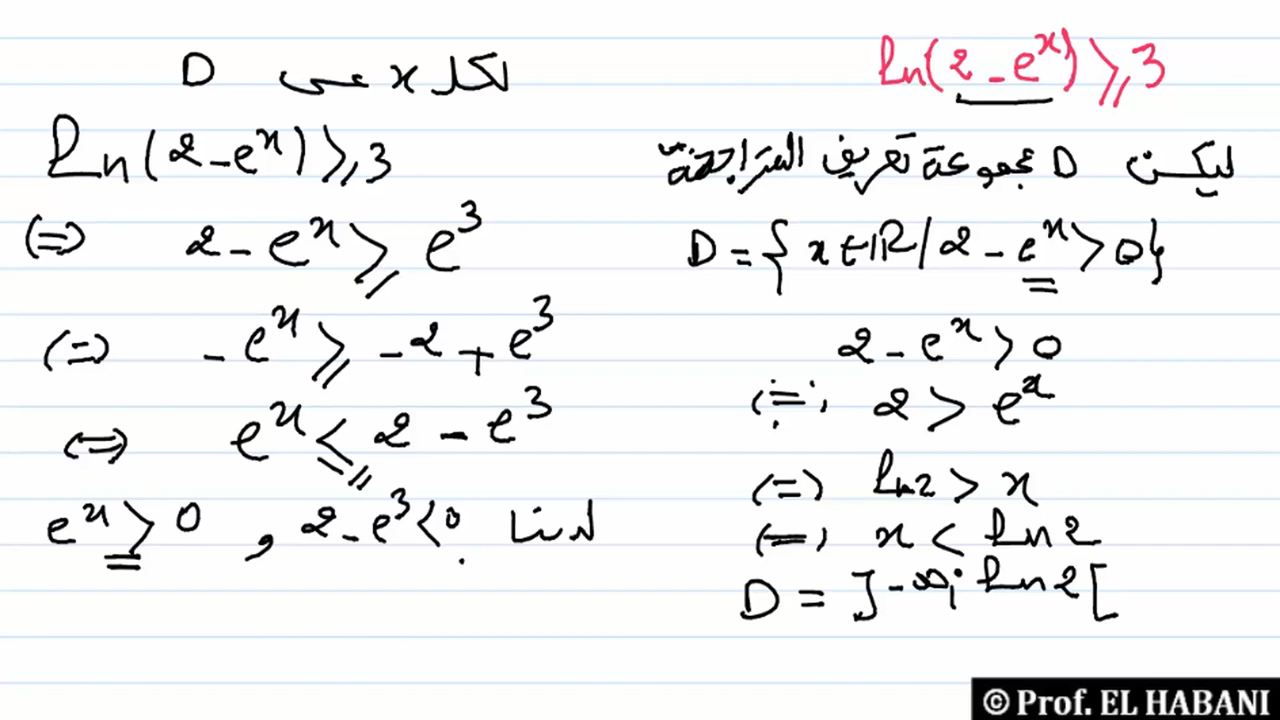 ln(2 - e^x) ≥ 3
ليكن D مجموعة تعريف المتراجحة
D = { x ∈ ℝ / 2 - e^x > 0 }
2 - e^x > 0
⇔ 2 > e^x
⇔ ln2 > x
⇔ x < ln2
D = ]-∞; ln2[
لكل x من D
ln(2 - e^x) ≥ 3
⇔ 2 - e^x ≥ e^3
⇔ -e^x ≥ -2 + e^3
⇔ e^x ≤ 2 - e^3
لدينا 2 - e^3 < 0 و e^x > 0
© Prof. EL HABANI